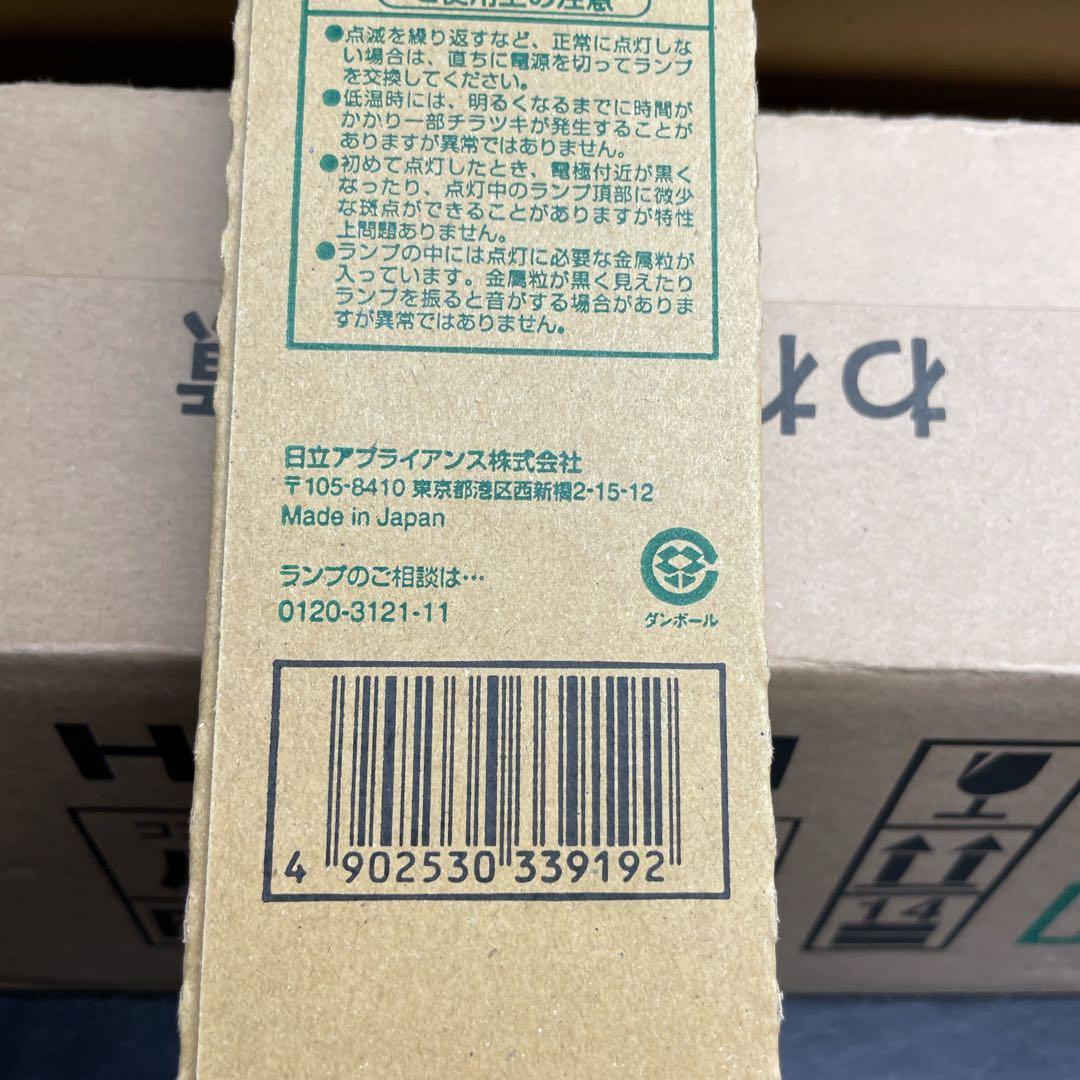 ご使用上の注意
●点滅を繰り返すなど、正常に点灯しな
い場合は、直ちに電源を切ってランプ
を交換してください。
●低温時には、明るくなるまでに時間が
かかり一部チラツキが発生することが
ありますが異常ではありません。
●初めて点灯したとき、電極付近が黒く
なったり、点灯中のランプ頂部に微少
な斑点ができることがありますが特性
上問題ありません。
●ランプの中には点灯に必要な金属粒が
入っています。金属粒が黒く見えたり
ランプを振ると音がする場合がありま
すが異常ではありません。
われ
日立アプライアンス株式会社
〒105-8410 東京都港区西新橋2-15-12
Made in Japan
ランプのご相談は…
0120-3121-11
ダンボール
4 902530 339192
14